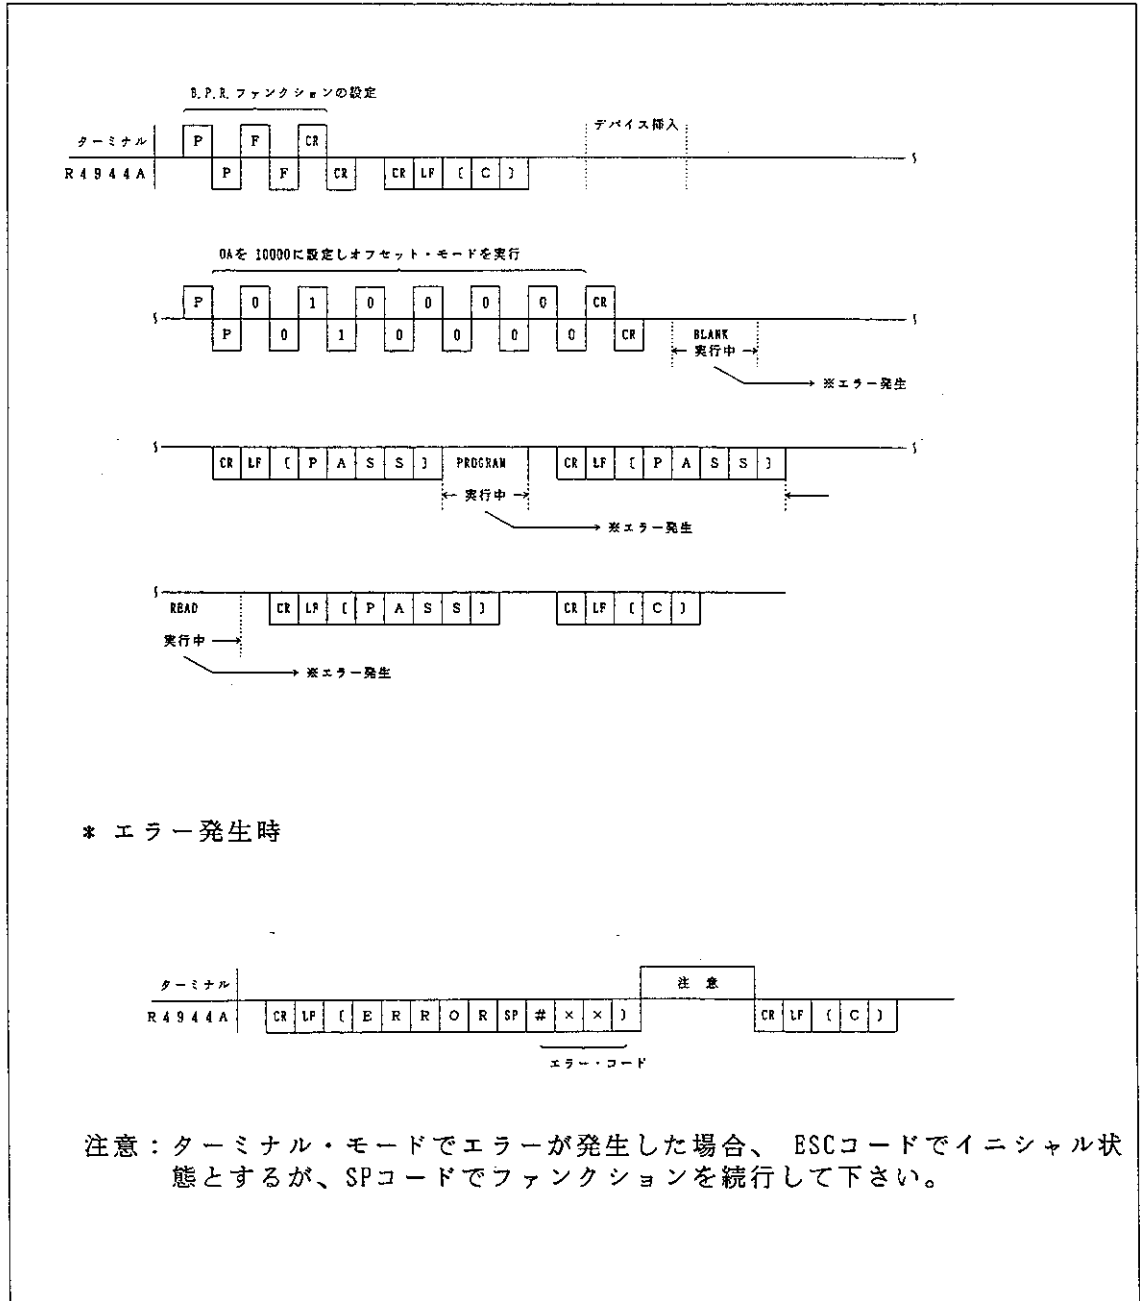 B.P.R.ファンクションの設定
デバイス挿入
ターミナル P F CR
R4944A P F CR CR LF [ C ]
OAを 10000に設定しオフセット・モードを実行
P 0 1 0 0 0 0 CR
P 0 1 0 0 0 0 CR BLANK
← 実行中 →
※エラー発生
CR LF [ P A S S ] PROGRAM CR LF [ P A S S ]
← 実行中 →
※エラー発生
READ CR LF [ P A S S ] CR LF [ C ]
実行中 →
※エラー発生
* エラー発生時
ターミナル 注 意
R4944A CR LF [ E R R O R SP # × × ] CR LF [ C ]
エラー・コード
注意：ターミナル・モードでエラーが発生した場合、 ESCコードでイニシャル状
態とするが、SPコードでファンクションを続行して下さい。